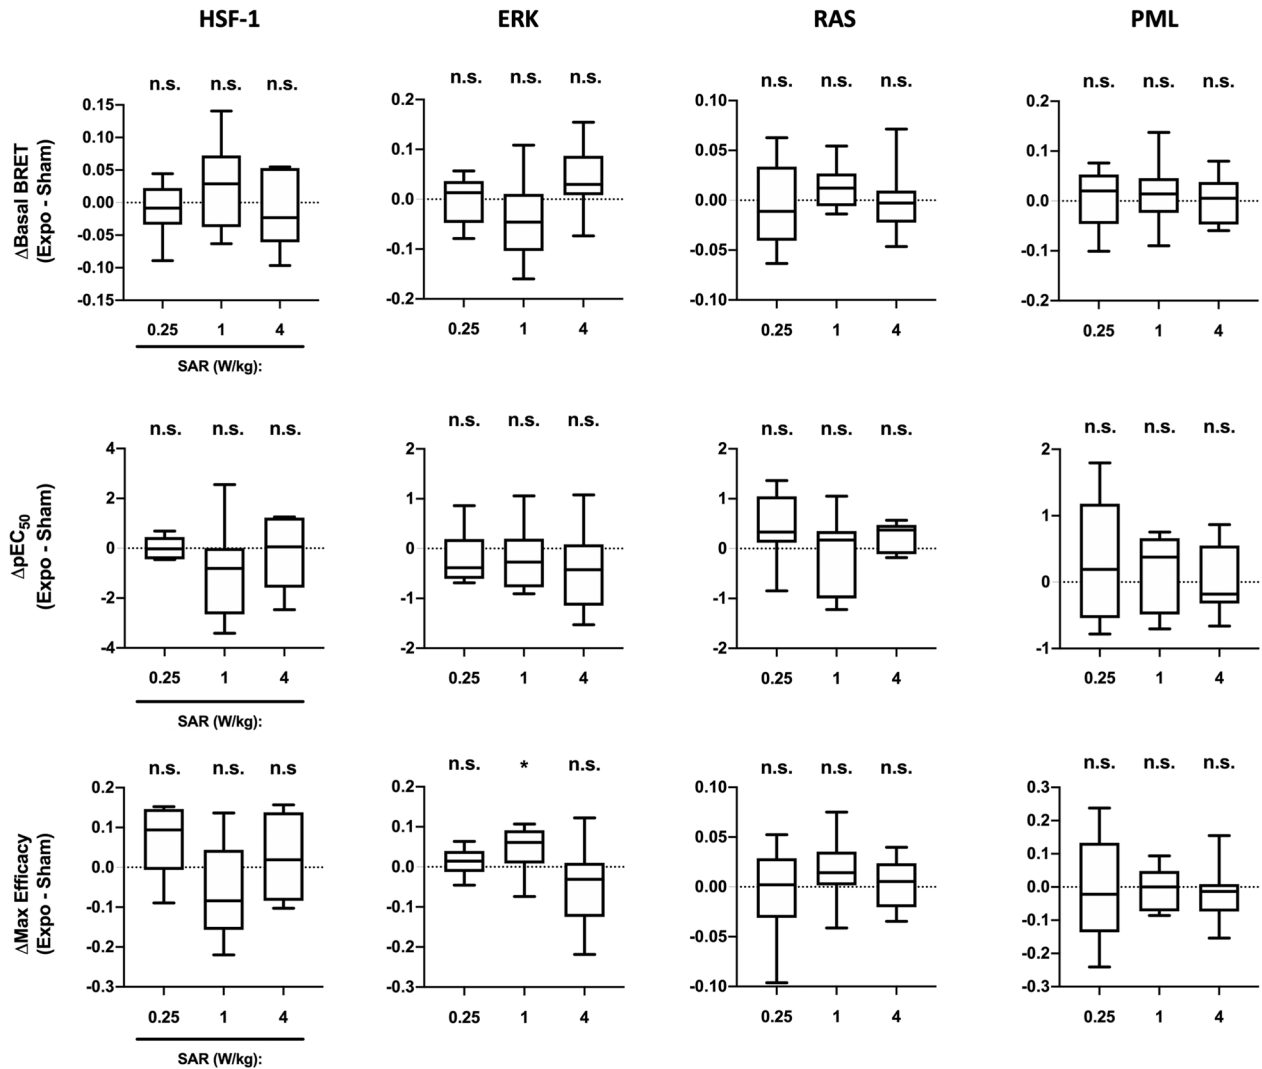 HSF-1 ERK RAS PML
n.s. n.s. n.s. n.s. n.s. n.s. n.s. n.s. n.s. n.s. n.s. n.s.
ΔBasal BRET
(Expo - Sham)
0.15
0.10
0.05
0.00
-0.05
-0.10
-0.15
0.25 1 4
SAR (W/kg):
0.2
0.1
0.0
-0.1
-0.2
0.25 1 4
0.10
0.05
0.00
-0.05
-0.10
0.25 1 4
0.2
0.1
0.0
-0.1
-0.2
0.25 1 4
n.s. n.s. n.s. n.s. n.s. n.s. n.s. n.s. n.s. n.s. n.s. n.s.
ΔpEC50
(Expo - Sham)
4
2
0
-2
-4
0.25 1 4
SAR (W/kg):
2
1
0
-1
-2
0.25 1 4
2
1
0
-1
-2
0.25 1 4
2
1
0
-1
0.25 1 4
n.s. n.s. n.s n.s. * n.s. n.s. n.s. n.s. n.s. n.s. n.s.
ΔMax Efficacy
(Expo - Sham)
0.2
0.1
0.0
-0.1
-0.2
-0.3
0.25 1 4
SAR (W/kg):
0.2
0.1
0.0
-0.1
-0.2
-0.3
0.25 1 4
0.10
0.05
0.00
-0.05
-0.10
0.25 1 4
0.3
0.2
0.1
0.0
-0.1
-0.2
-0.3
0.25 1 4